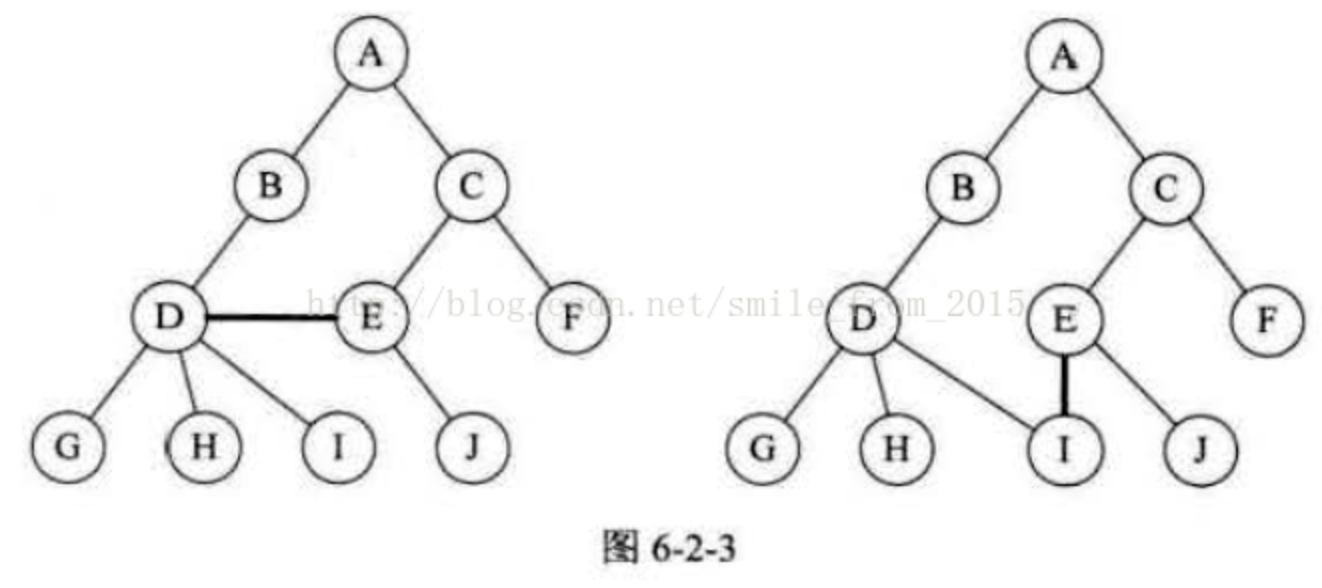 A A
B C B C
D E F D E F
http://blog.csdn.net/smile_from_2015
G H I J G H I J
图 6-2-3